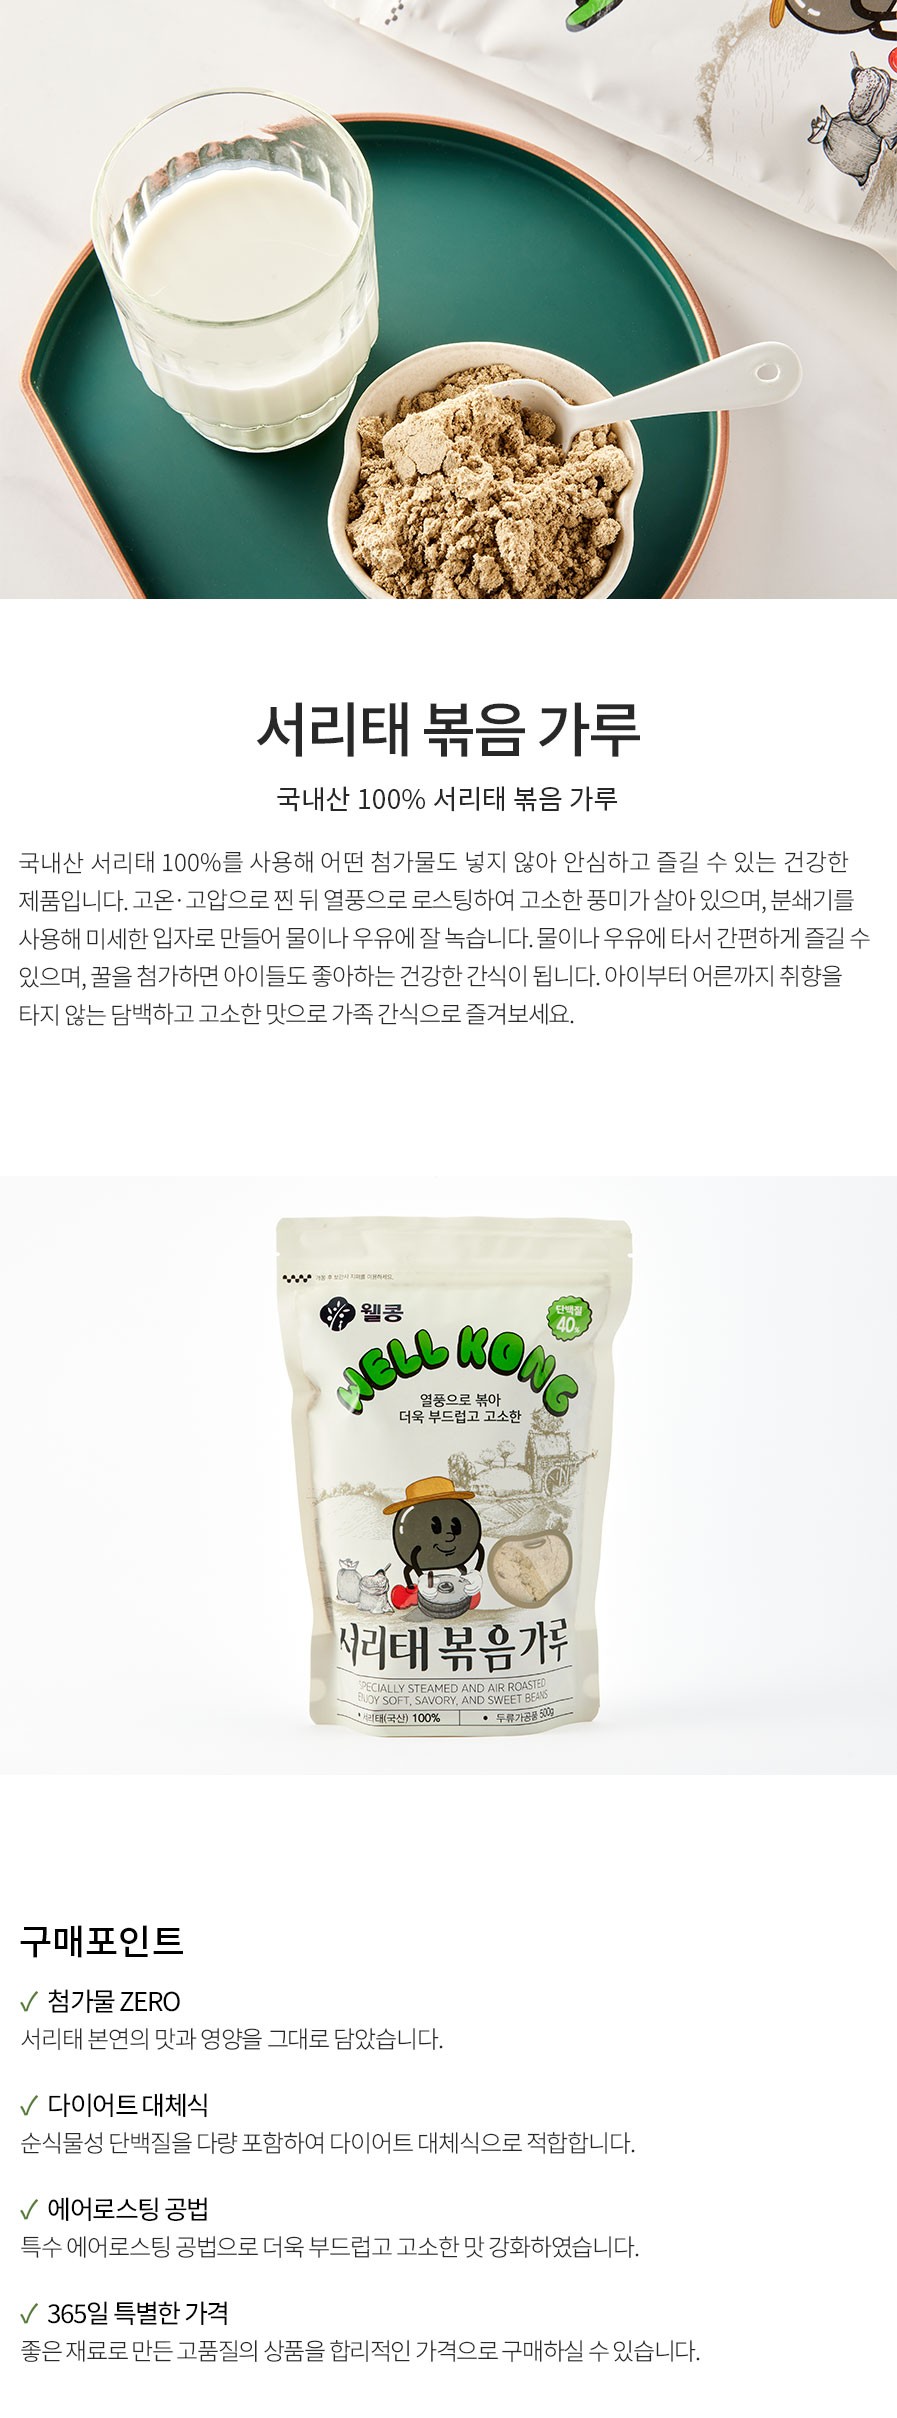 서리태 볶음 가루
국내산 100% 서리태 볶음 가루
국내산 서리태 100%를 사용해 어떤 첨가물도 넣지 않아 안심하고 즐길 수 있는 건강한
제품입니다. 고온·고압으로 찐 뒤 열풍으로 로스팅하여 고소한 풍미가 살아 있으며, 분쇄기를
사용해 미세한 입자로 만들어 물이나 우유에 잘 녹습니다. 물이나 우유에 타서 간편하게 즐길 수
있으며, 꿀을 첨가하면 아이들도 좋아하는 건강한 간식이 됩니다. 아이부터 어른까지 취향을
타지 않는 담백하고 고소한 맛으로 가족 간식으로 즐겨보세요.
개봉 후 보관시 지퍼를 이용하세요.
웰콩
단백질
40%
WELL KONG
열풍으로 볶아
더욱 부드럽고 고소한
서리태 볶음가루
SPECIALLY STEAMED AND AIR ROASTED
ENJOY SOFT, SAVORY, AND SWEET BEANS
• 서리태(국산) 100%
• 두류가공품 500g
구매포인트
✓ 첨가물 ZERO
서리태 본연의 맛과 영양을 그대로 담았습니다.
✓ 다이어트 대체식
순식물성 단백질을 다량 포함하여 다이어트 대체식으로 적합합니다.
✓ 에어로스팅 공법
특수 에어로스팅 공법으로 더욱 부드럽고 고소한 맛 강화하였습니다.
✓ 365일 특별한 가격
좋은 재료로 만든 고품질의 상품을 합리적인 가격으로 구매하실 수 있습니다.